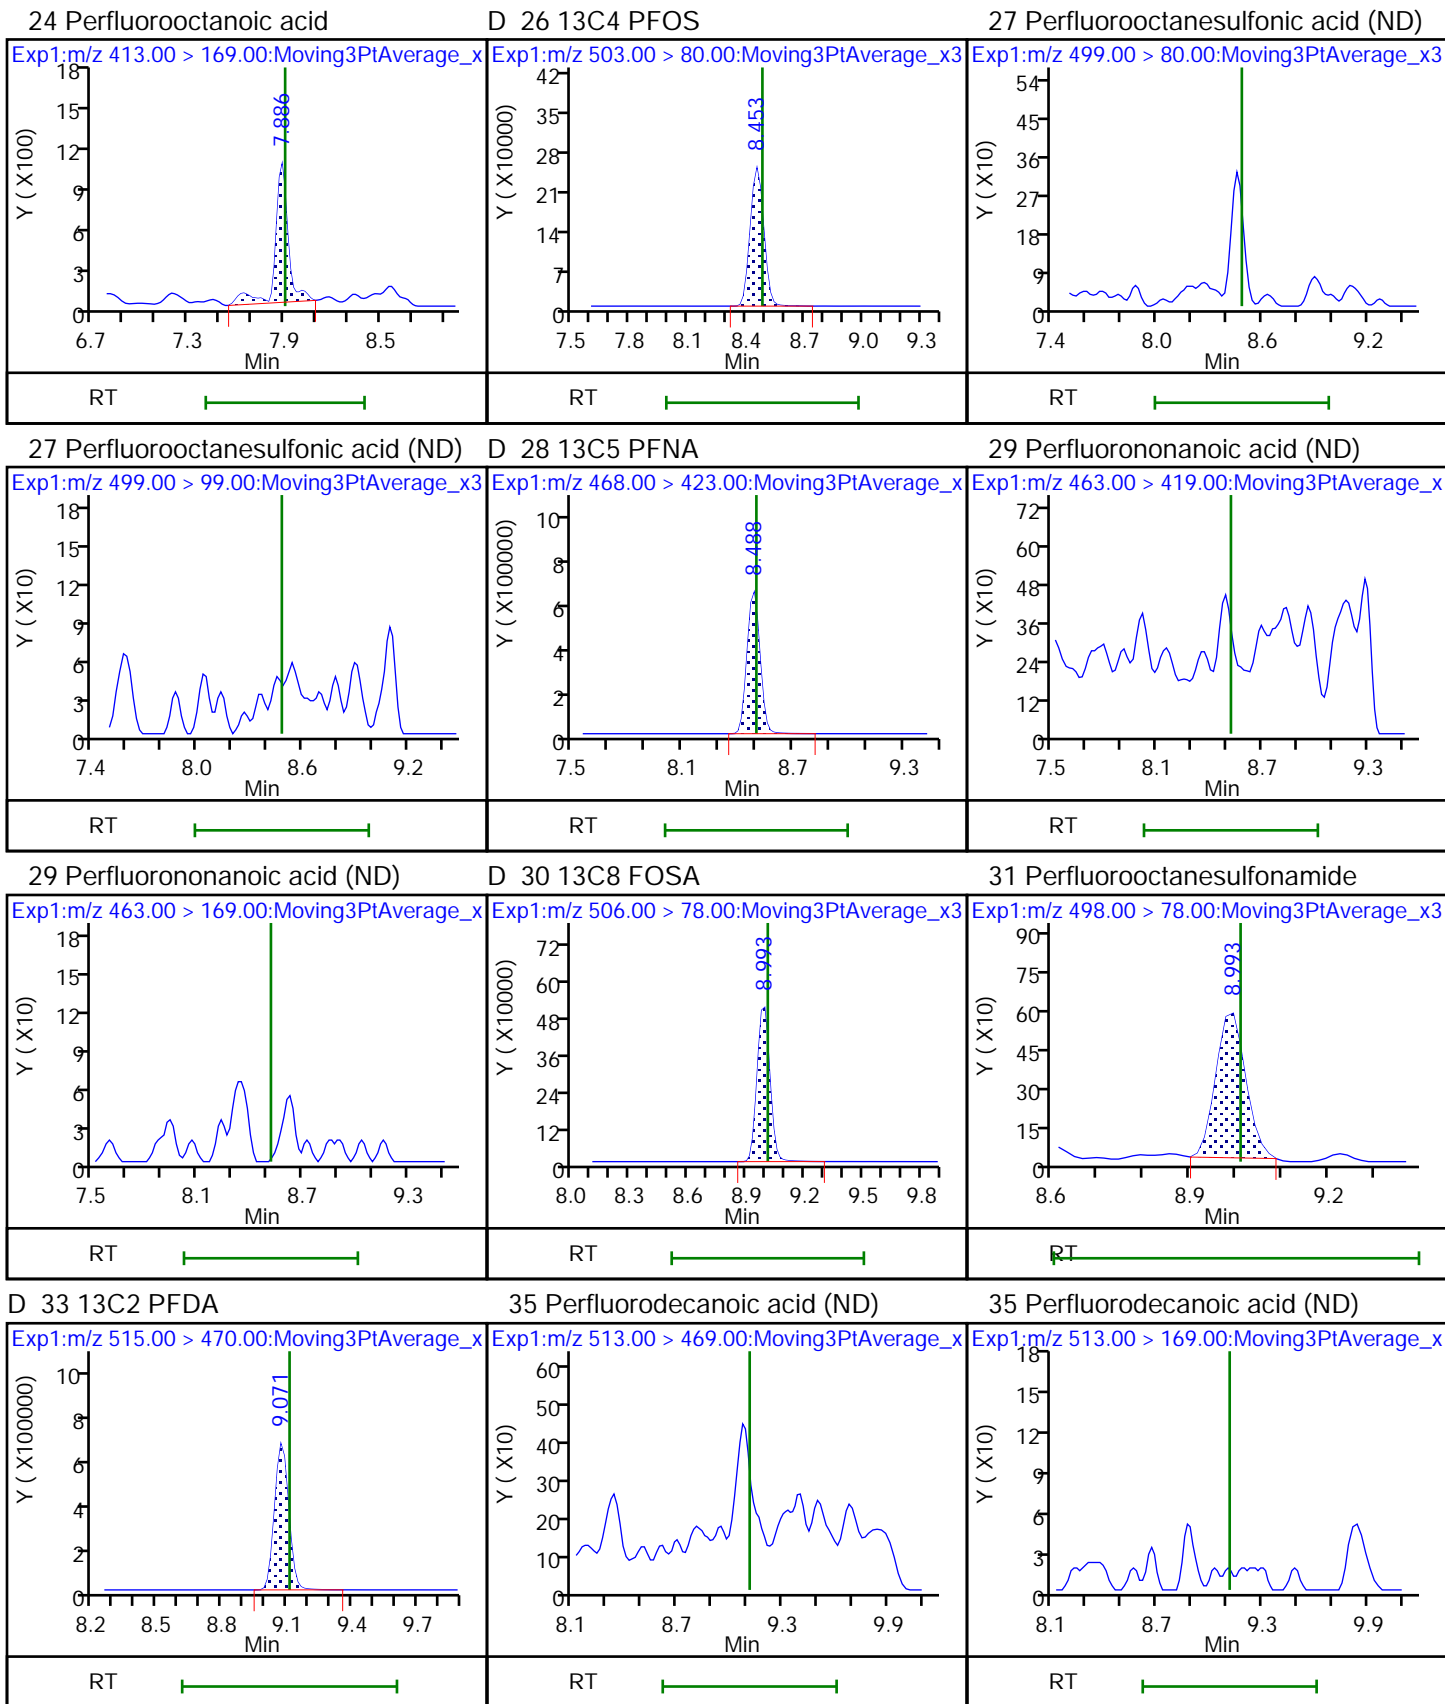 24 Perfluorooctanoic acid
Exp1:m/z 413.00 > 169.00:Moving3PtAverage_x
Y ( X100)
18
15
12
9
6
3
0
7.886
6.7 7.3 7.9 8.5
Min
RT
D 26 13C4 PFOS
Exp1:m/z 503.00 > 80.00:Moving3PtAverage_x3
Y ( X10000)
42
35
28
21
14
7
0
8.453
7.5 7.8 8.1 8.4 8.7 9.0 9.3
Min
RT
27 Perfluorooctanesulfonic acid (ND)
Exp1:m/z 499.00 > 80.00:Moving3PtAverage_x3
Y ( X10)
54
45
36
27
18
9
0
7.4 8.0 8.6 9.2
Min
RT
27 Perfluorooctanesulfonic acid (ND)
Exp1:m/z 499.00 > 99.00:Moving3PtAverage_x3
Y ( X10)
18
15
12
9
6
3
0
7.4 8.0 8.6 9.2
Min
RT
D 28 13C5 PFNA
Exp1:m/z 468.00 > 423.00:Moving3PtAverage_x
Y ( X100000)
10
8
6
4
2
0
8.488
7.5 8.1 8.7 9.3
Min
RT
29 Perfluorononanoic acid (ND)
Exp1:m/z 463.00 > 419.00:Moving3PtAverage_x
Y ( X10)
72
60
48
36
24
12
0
7.5 8.1 8.7 9.3
Min
RT
29 Perfluorononanoic acid (ND)
Exp1:m/z 463.00 > 169.00:Moving3PtAverage_x
Y ( X10)
18
15
12
9
6
3
0
7.5 8.1 8.7 9.3
Min
RT
D 30 13C8 FOSA
Exp1:m/z 506.00 > 78.00:Moving3PtAverage_x3
Y ( X10000)
72
60
48
36
24
12
0
8.993
8.0 8.3 8.6 8.9 9.2 9.5 9.8
Min
RT
31 Perfluorooctanesulfonamide
Exp1:m/z 498.00 > 78.00:Moving3PtAverage_x3
Y ( X10)
90
75
60
45
30
15
0
8.993
8.6 8.9 9.2
Min
RT
D 33 13C2 PFDA
Exp1:m/z 515.00 > 470.00:Moving3PtAverage_x
Y ( X100000)
10
8
6
4
2
0
9.071
8.2 8.5 8.8 9.1 9.4 9.7
Min
RT
35 Perfluorodecanoic acid (ND)
Exp1:m/z 513.00 > 469.00:Moving3PtAverage_x
Y ( X10)
60
50
40
30
20
10
0
8.1 8.7 9.3 9.9
Min
RT
35 Perfluorodecanoic acid (ND)
Exp1:m/z 513.00 > 169.00:Moving3PtAverage_x
Y ( X10)
18
15
12
9
6
3
0
8.1 8.7 9.3 9.9
Min
RT